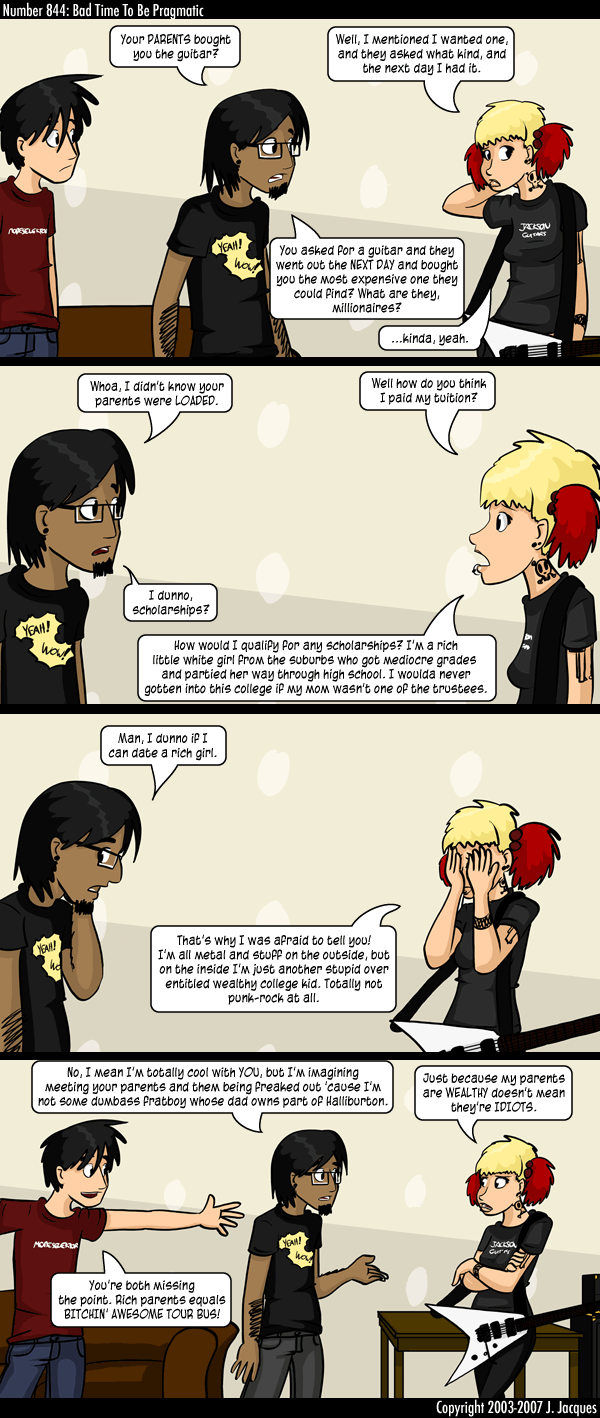 Number 844: Bad Time To Be Pragmatic
Your PARENTS bought
you the guitar?
Well, I mentioned I wanted one,
and they asked what kind, and
the next day I had it.
YEAH!
WOW!
JACKSON
GUITARS
You asked for a guitar and they
went out the NEXT DAY and bought
you the most expensive one they
could find? What are they,
millionaires?
...kinda, yeah.
Whoa, I didn't know your
parents were LOADED.
Well how do you think
I paid my tuition?
I dunno,
scholarships?
YEAH!
WOW!
How would I qualify for any scholarships? I'm a rich
little white girl from the suburbs who got mediocre grades
and partied her way through high school. I woulda never
gotten into this college if my mom wasn't one of the trustees.
Man, I dunno if I
can date a rich girl.
That's why I was afraid to tell you!
I'm all metal and stuff on the outside, but
on the inside I'm just another stupid over
entitled wealthy college kid. Totally not
punk-rock at all.
YEAH!
No, I mean I'm totally cool with YOU, but I'm imagining
meeting your parents and them being freaked out 'cause I'm
not some dumbass fratboy whose dad owns part of Halliburton.
Just because my parents
are WEALTHY doesn't mean
they're IDIOTS.
YEAH!
WOW!
JACKSON
You're both missing
the point. Rich parents equals
BITCHIN' AWESOME TOUR BUS!
Copyright 2003-2007 J. Jacques